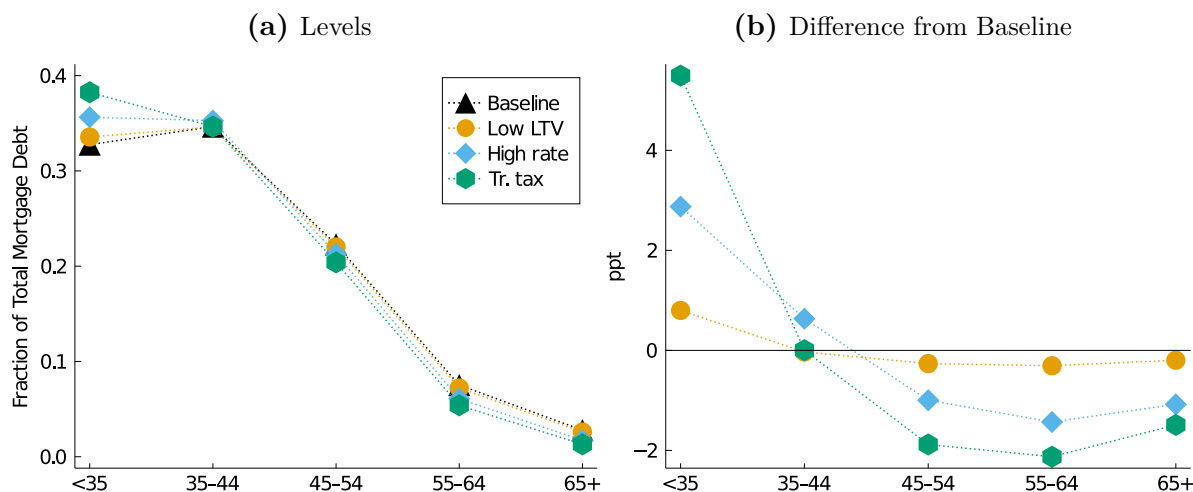 (a) Levels
Fraction of Total Mortgage Debt
0.4
0.3
0.2
0.1
0.0
<35
35–44
45–54
55–64
65+
Baseline
Low LTV
High rate
Tr. tax
(b) Difference from Baseline
ppt
4
2
0
−2
<35
35–44
45–54
55–64
65+